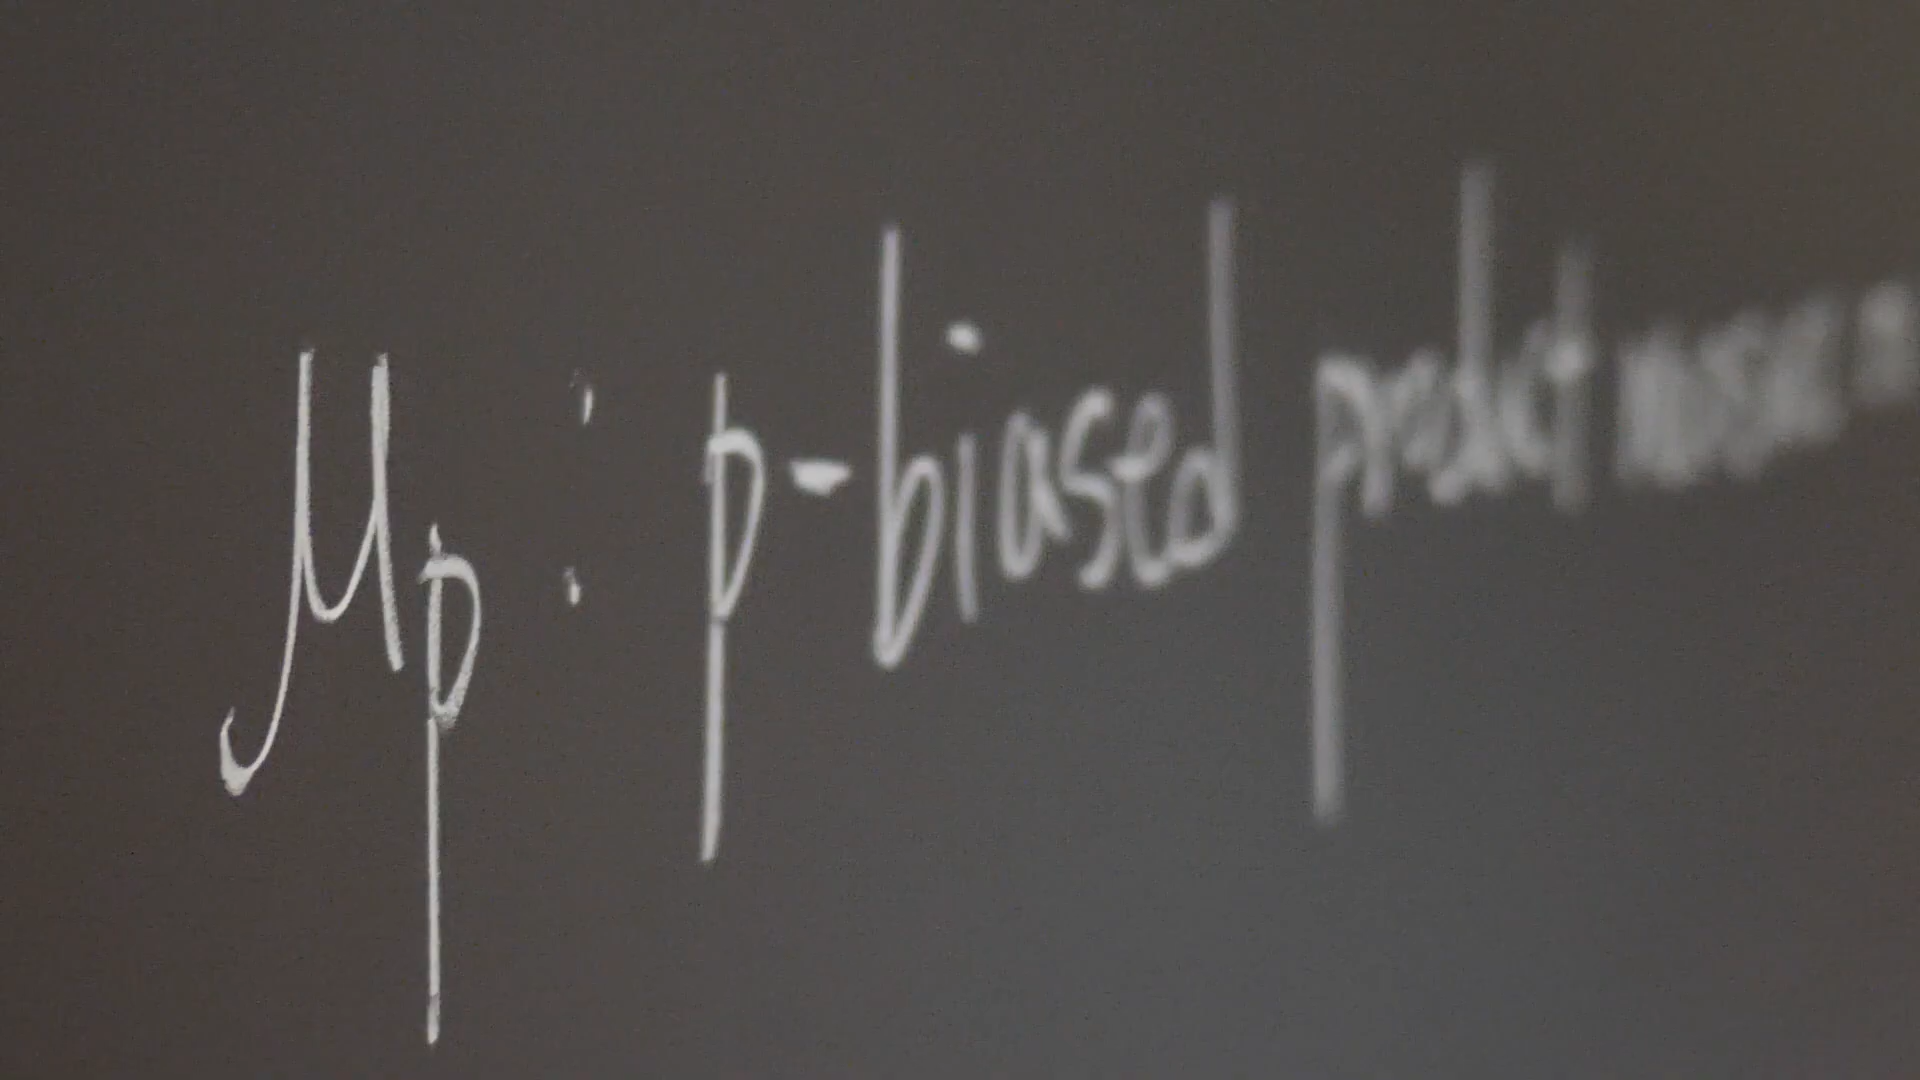 μp : p-biased product